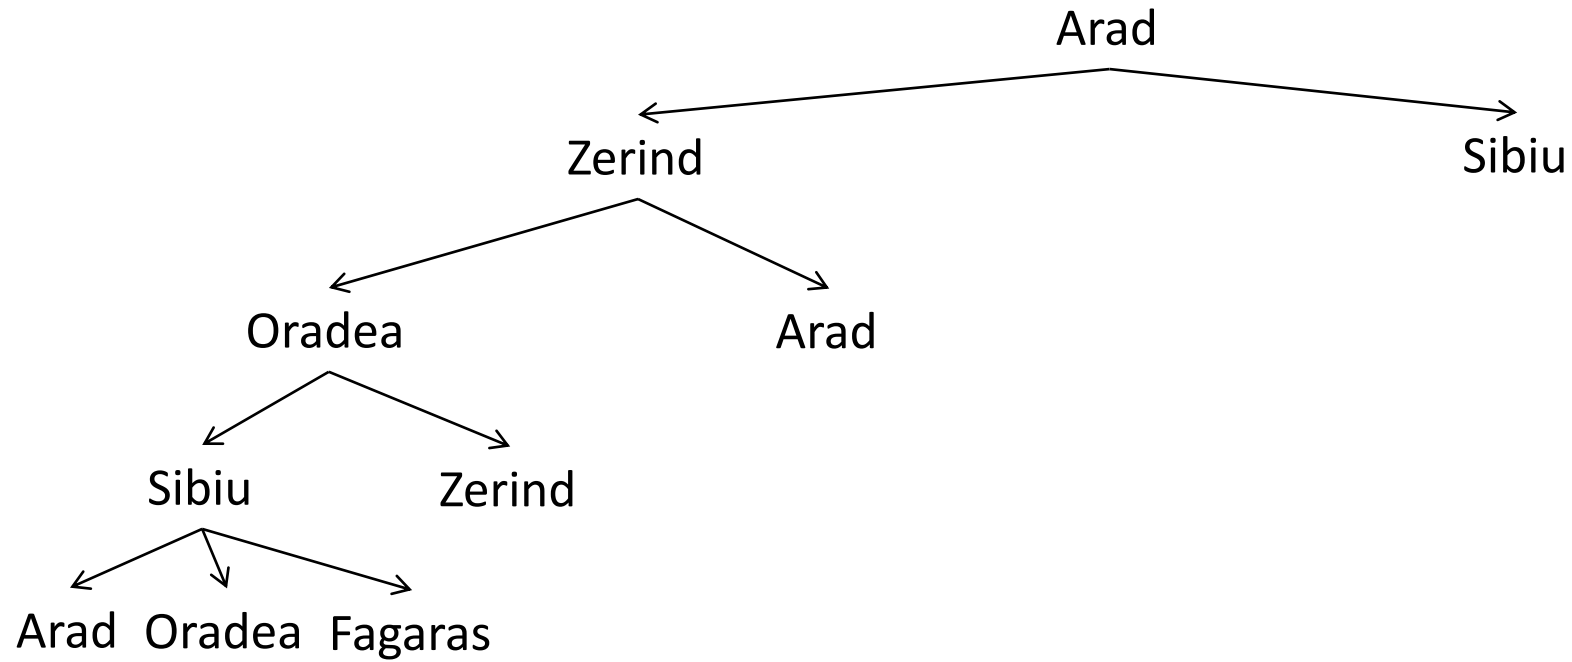 Arad
Zerind Sibiu
Oradea Arad
Sibiu Zerind
Arad Oradea Fagaras